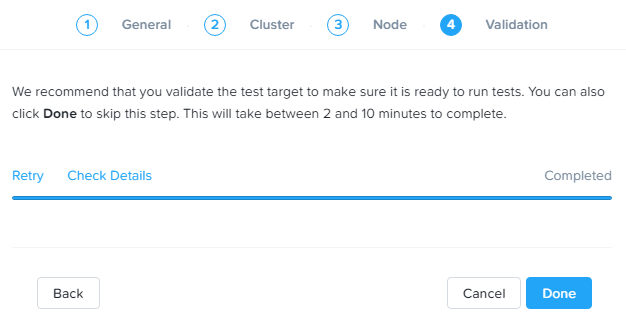 1 General 2 Cluster 3 Node 4 Validation
We recommend that you validate the test target to make sure it is ready to run tests. You can also
click Done to skip this step. This will take between 2 and 10 minutes to complete.
Retry Check Details Completed
Back Cancel Done